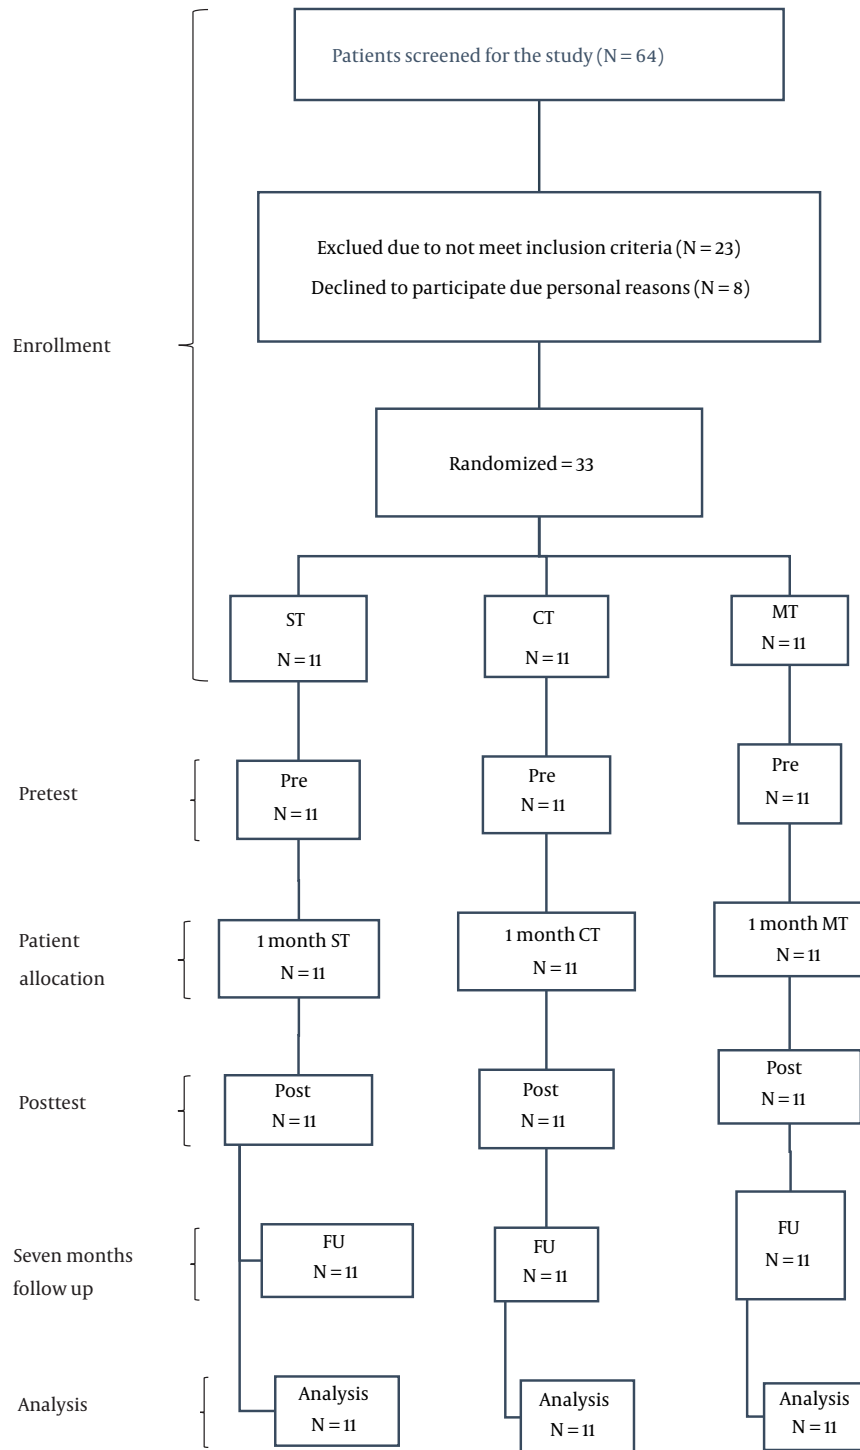 Patients screened for the study (N = 64)
Exclued due to not meet inclusion criteria (N = 23)
Declined to participate due personal reasons (N = 8)
Enrollment
Randomized = 33
ST
N = 11
CT
N = 11
MT
N = 11
Pretest
Pre
N = 11
Pre
N = 11
Pre
N = 11
Patient
allocation
1 month ST
N = 11
1 month CT
N = 11
1 month MT
N = 11
Posttest
Post
N = 11
Post
N = 11
Post
N = 11
Seven months
follow up
FU
N = 11
FU
N = 11
FU
N = 11
Analysis
Analysis
N = 11
Analysis
N = 11
Analysis
N = 11